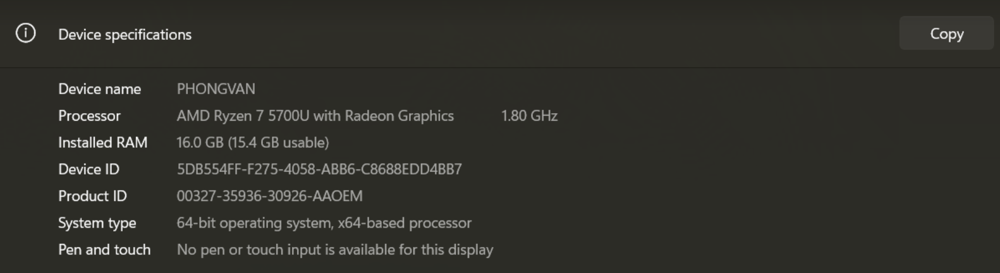 Device specifications
Copy
Device name PHONGVAN
Processor AMD Ryzen 7 5700U with Radeon Graphics 1.80 GHz
Installed RAM 16.0 GB (15.4 GB usable)
Device ID 5DB554FF-F275-4058-ABB6-C8688EDD4BB7
Product ID 00327-35936-30926-AAOEM
System type 64-bit operating system, x64-based processor
Pen and touch No pen or touch input is available for this display